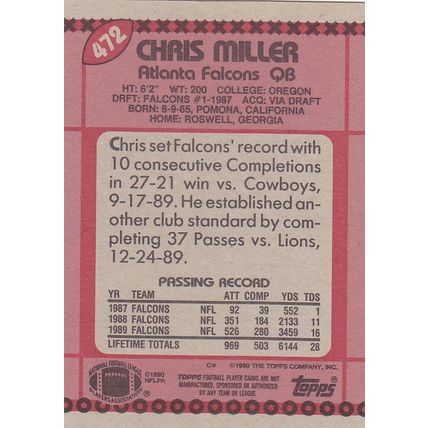 472
CHRIS MILLER
Atlanta Falcons QB
HT: 6'2" WT: 200 COLLEGE: OREGON
DRFT: FALCONS #1-1987 ACQ: VIA DRAFT
BORN: 8-9-65, POMONA, CALIFORNIA
HOME: ROSWELL, GEORGIA
Chris set Falcons' record with
10 consecutive Completions
in 27-21 win vs. Cowboys,
9-17-89. He established an-
other club standard by com-
pleting 37 Passes vs. Lions,
12-24-89.
PASSING RECORD
YR TEAM ATT COMP YDS TDS
1987 FALCONS NFL 92 39 552 1
1988 FALCONS NFL 351 184 2133 11
1989 FALCONS NFL 526 280 3459 16
LIFETIME TOTALS 969 503 6144 28
C* © 1990 THE TOPPS COMPANY, INC.
NATIONAL FOOTBALL LEAGUE
PLAYERS ASSOCIATION
©1990
NFLPA
TOPPS FOOTBALL PLAYER CARDS ARE NOT
MANUFACTURED, SPONSORED OR AUTHORIZED
BY ANY TEAM OR LEAGUE.
TOPPS